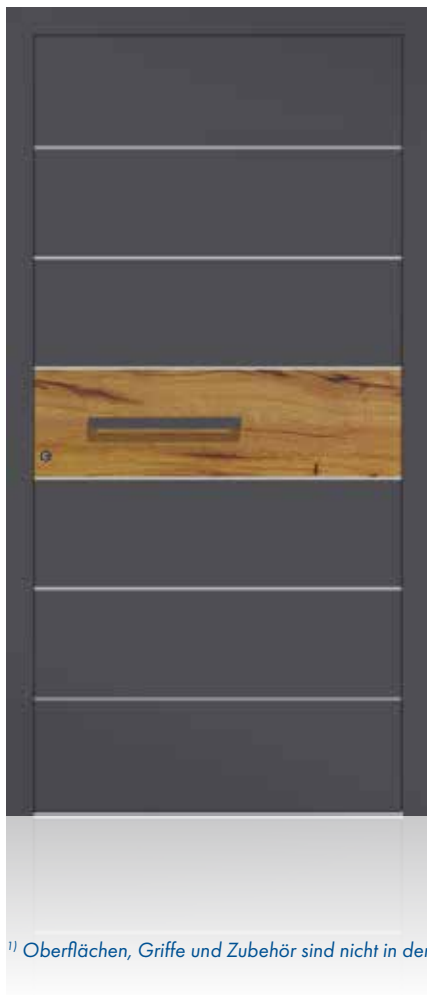 1) Oberflächen, Griffe und Zubehör sind nicht in der